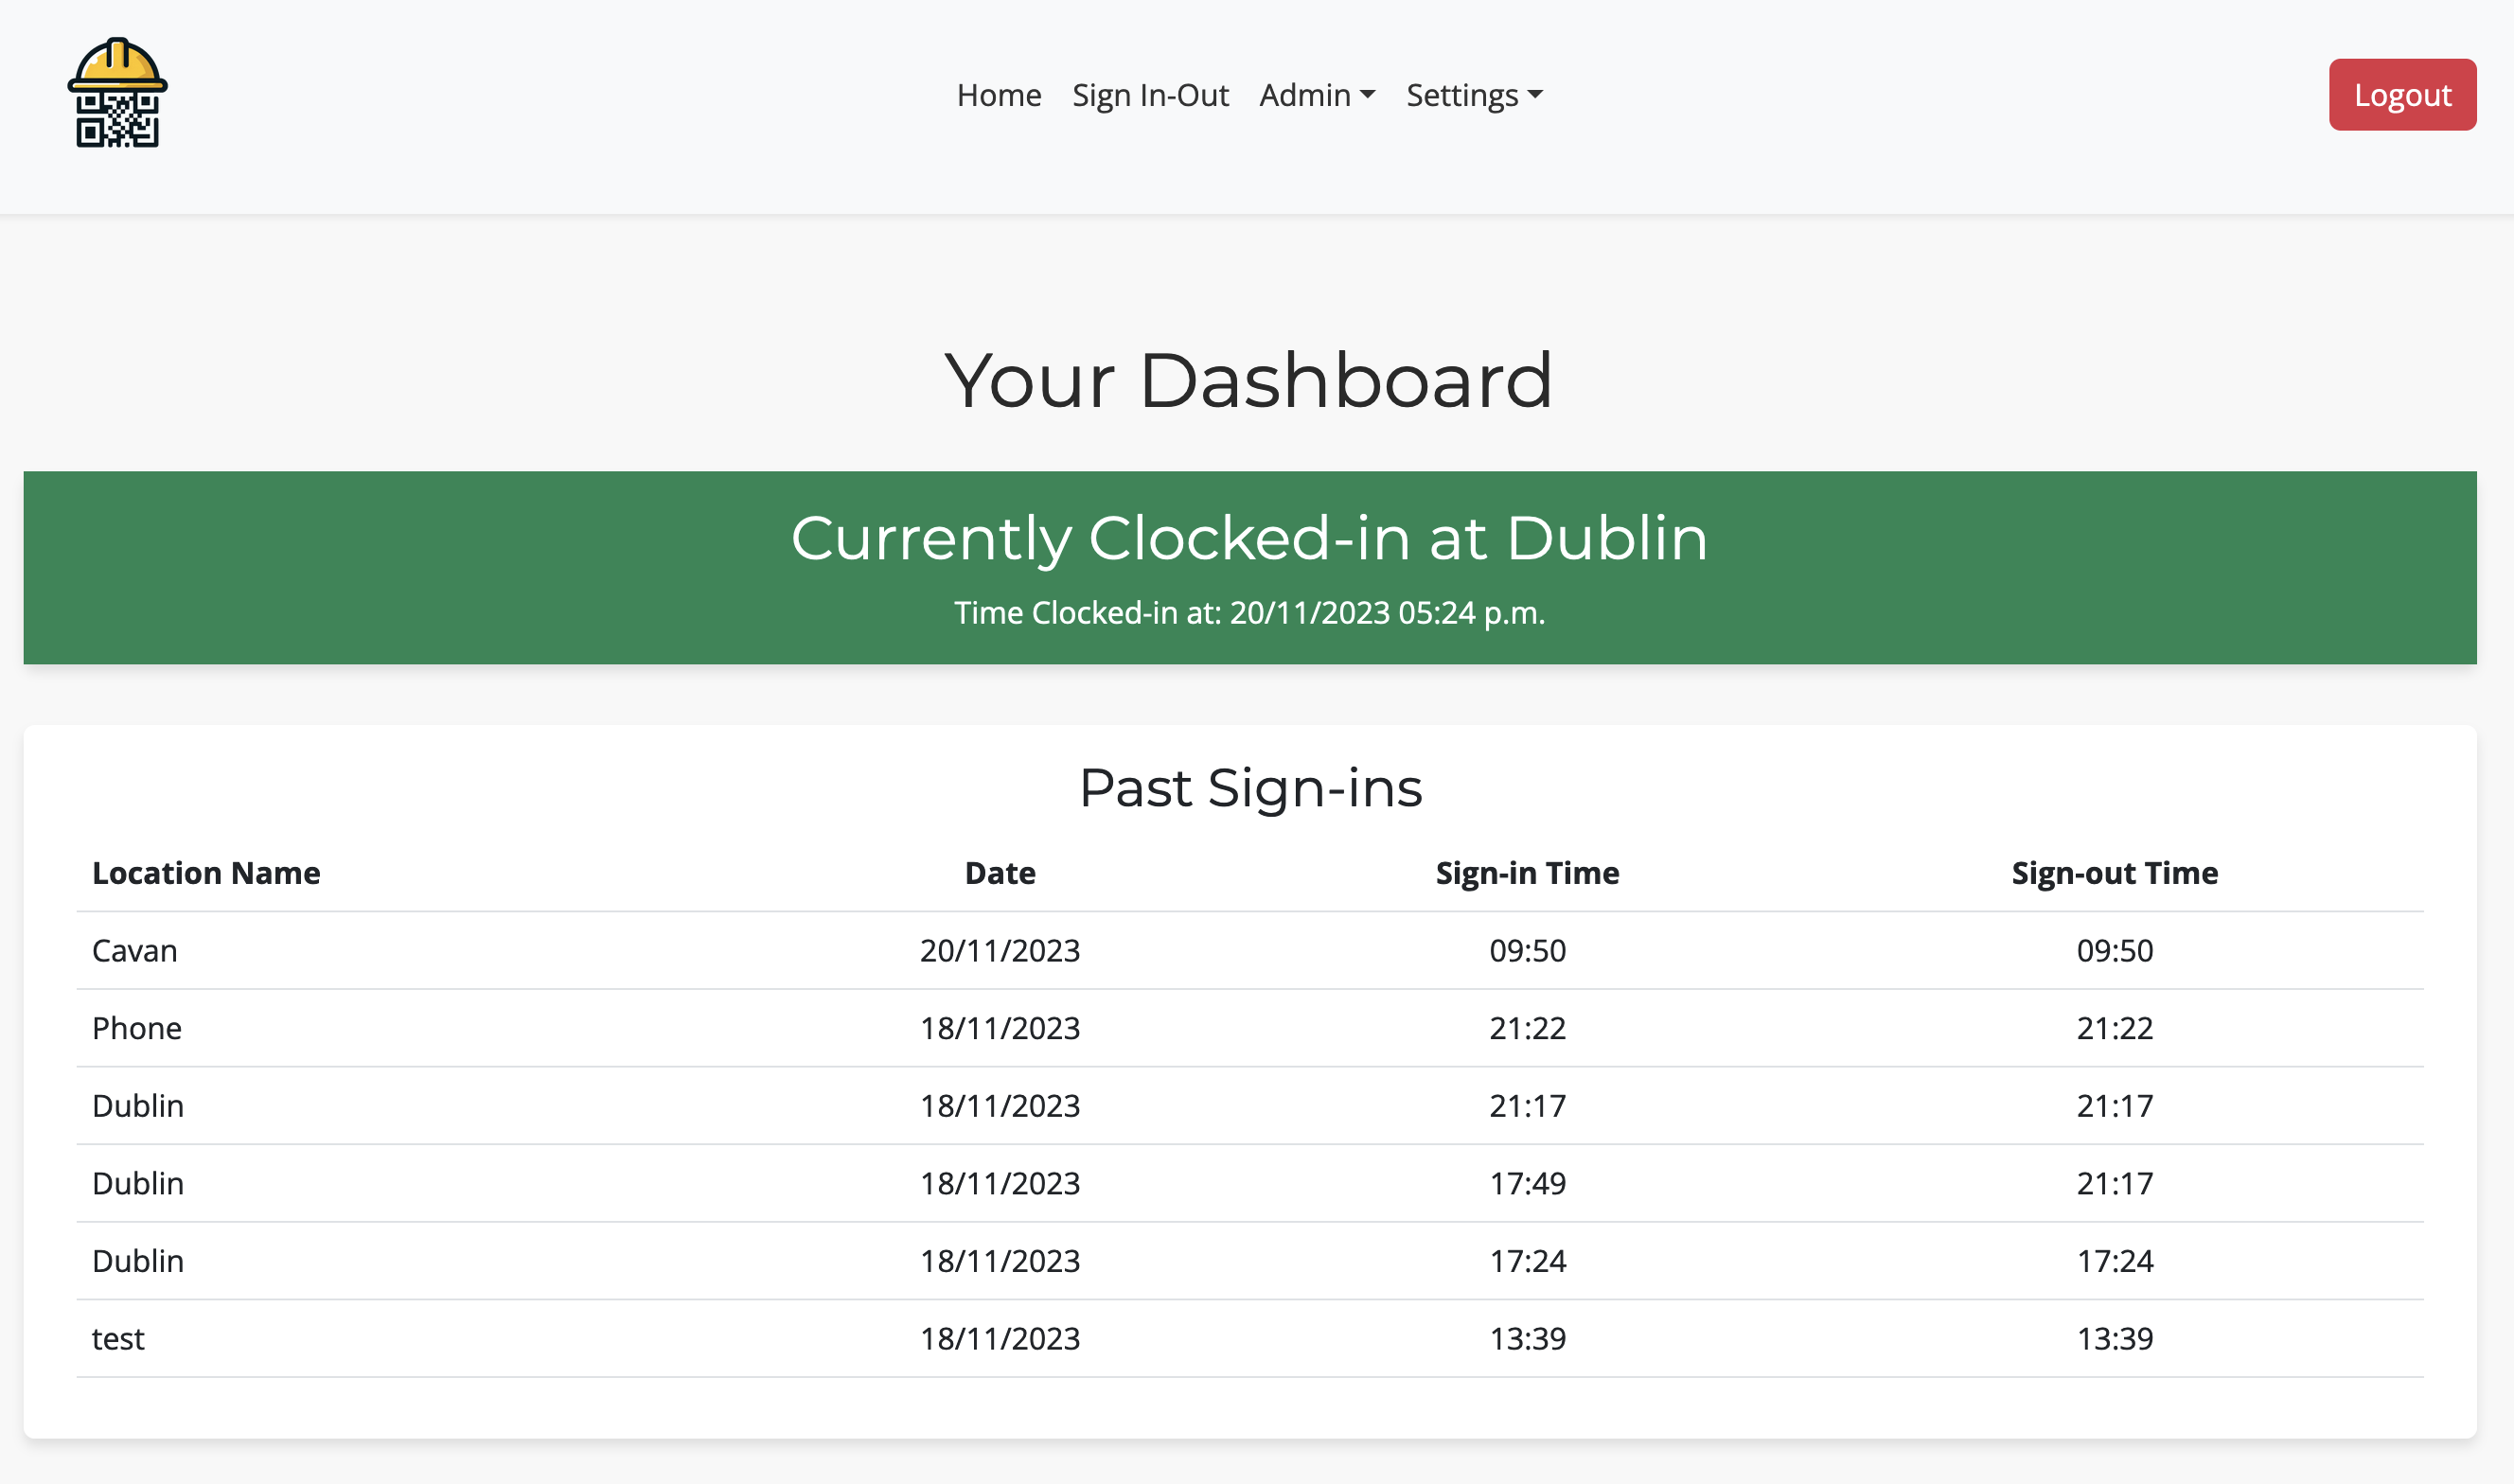 Home Sign In-Out Admin Settings Logout
Your Dashboard
Currently Clocked-in at Dublin
Time Clocked-in at: 20/11/2023 05:24 p.m.
Past Sign-ins
Location Name Date Sign-in Time Sign-out Time
Cavan 20/11/2023 09:50 09:50
Phone 18/11/2023 21:22 21:22
Dublin 18/11/2023 21:17 21:17
Dublin 18/11/2023 17:49 21:17
Dublin 18/11/2023 17:24 17:24
test 18/11/2023 13:39 13:39